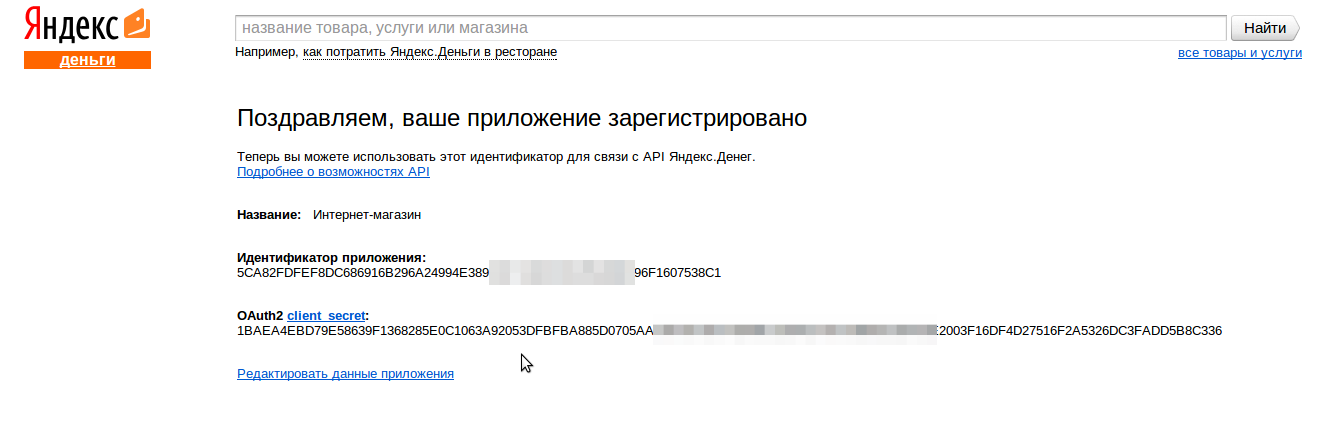 Яндекс
деньги
название товара, услуги или магазина
Найти
Например, как потратить Яндекс.Деньги в ресторане
все товары и услуги
Поздравляем, ваше приложение зарегистрировано
Теперь вы можете использовать этот идентификатор для связи с API Яндекс.Денег.
Подробнее о возможностях API
Название: Интернет-магазин
Идентификатор приложения:
5CA82FDFEF8DC686916B296A24994E389 96F1607538C1
OAuth2 client_secret:
1BAEA4EBD79E58639F1368285E0C1063A92053DFBFBA885D0705AA 2003F16DF4D27516F2A5326DC3FADD5B8C336
Редактировать данные приложения